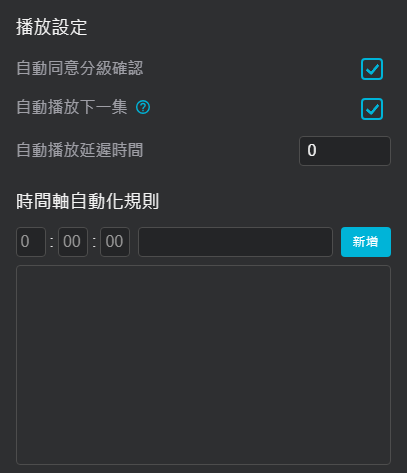 播放設定
自動同意分級確認
自動播放下一集 ?
自動播放延遲時間 0
時間軸自動化規則
0 : 00 : 00 新增